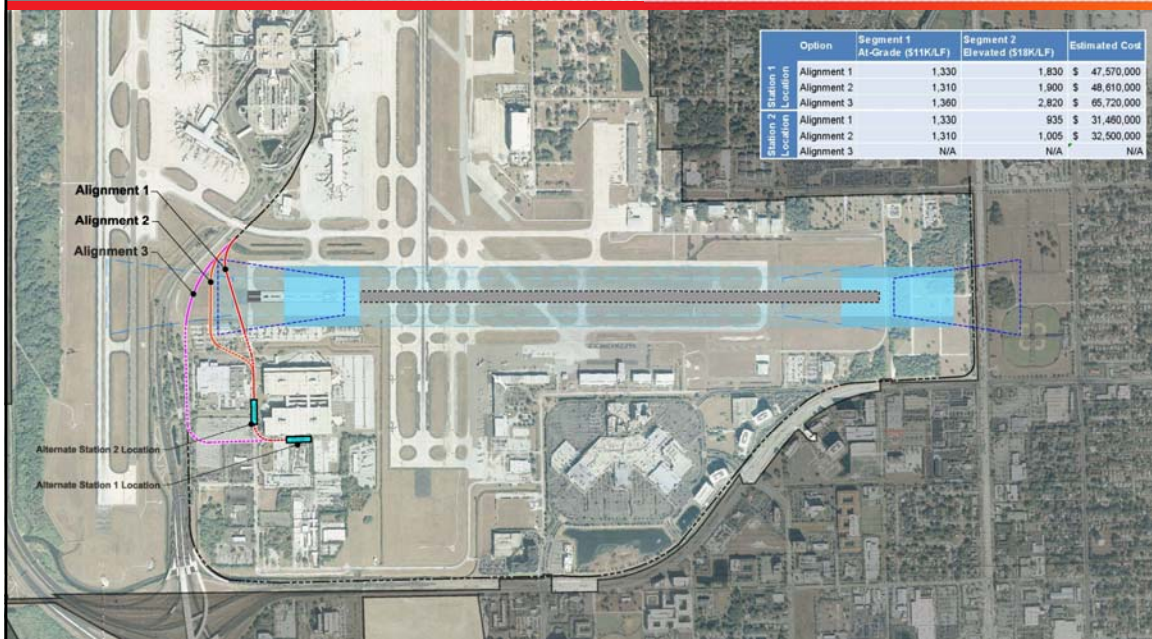 Option Segment 1 At-Grade ($11K/LF) Segment 2 Elevated ($18K/LF) Estimated Cost
Station 1 Location
Alignment 1 1,330 1,830 $ 47,570,000
Alignment 2 1,310 1,900 $ 48,610,000
Alignment 3 1,360 2,820 $ 65,720,000
Station 2 Location
Alignment 1 1,330 935 $ 31,460,000
Alignment 2 1,310 1,005 $ 32,500,000
Alignment 3 N/A N/A N/A
Alignment 1
Alignment 2
Alignment 3
Alternate Station 2 Location
Alternate Station 1 Location